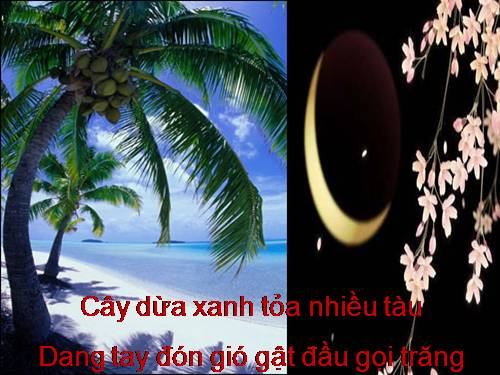 Cây dừa xanh tỏa nhiều tàu
Dang tay đón gió gật đầu gọi trăng